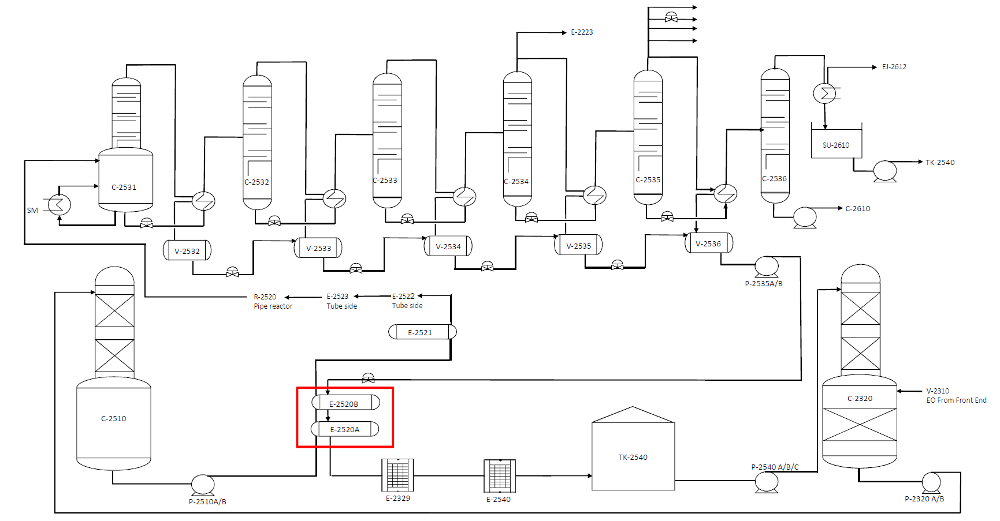 E-2223
EJ-2612
SU-2610
TK-2540
C-2531
C-2532
C-2533
C-2534
C-2535
C-2536
SM
C-2610
V-2532
V-2533
V-2534
V-2535
V-2536
P-2535A/B
R-2520
Pipe reactor
E-2523
Tube side
E-2522
Tube side
E-2521
E-2520B
E-2520A
C-2510
P-2510A/B
E-2329
E-2540
TK-2540
P-2540 A/B/C
C-2320
V-2310
EO From Front End
P-2320 A/B